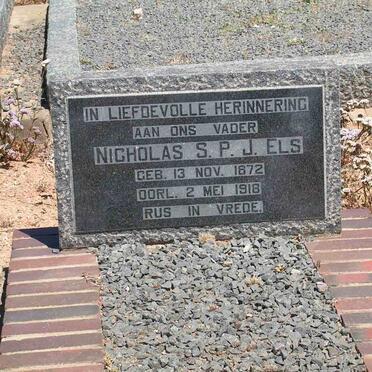 IN LIEFDEVOLLE HERINNERING
AAN ONS VADER
NICHOLAS S. P. J. ELS
GEB. 13 NOV. 1872
OORL. 2 MEI 1918
RUS IN VREDE.